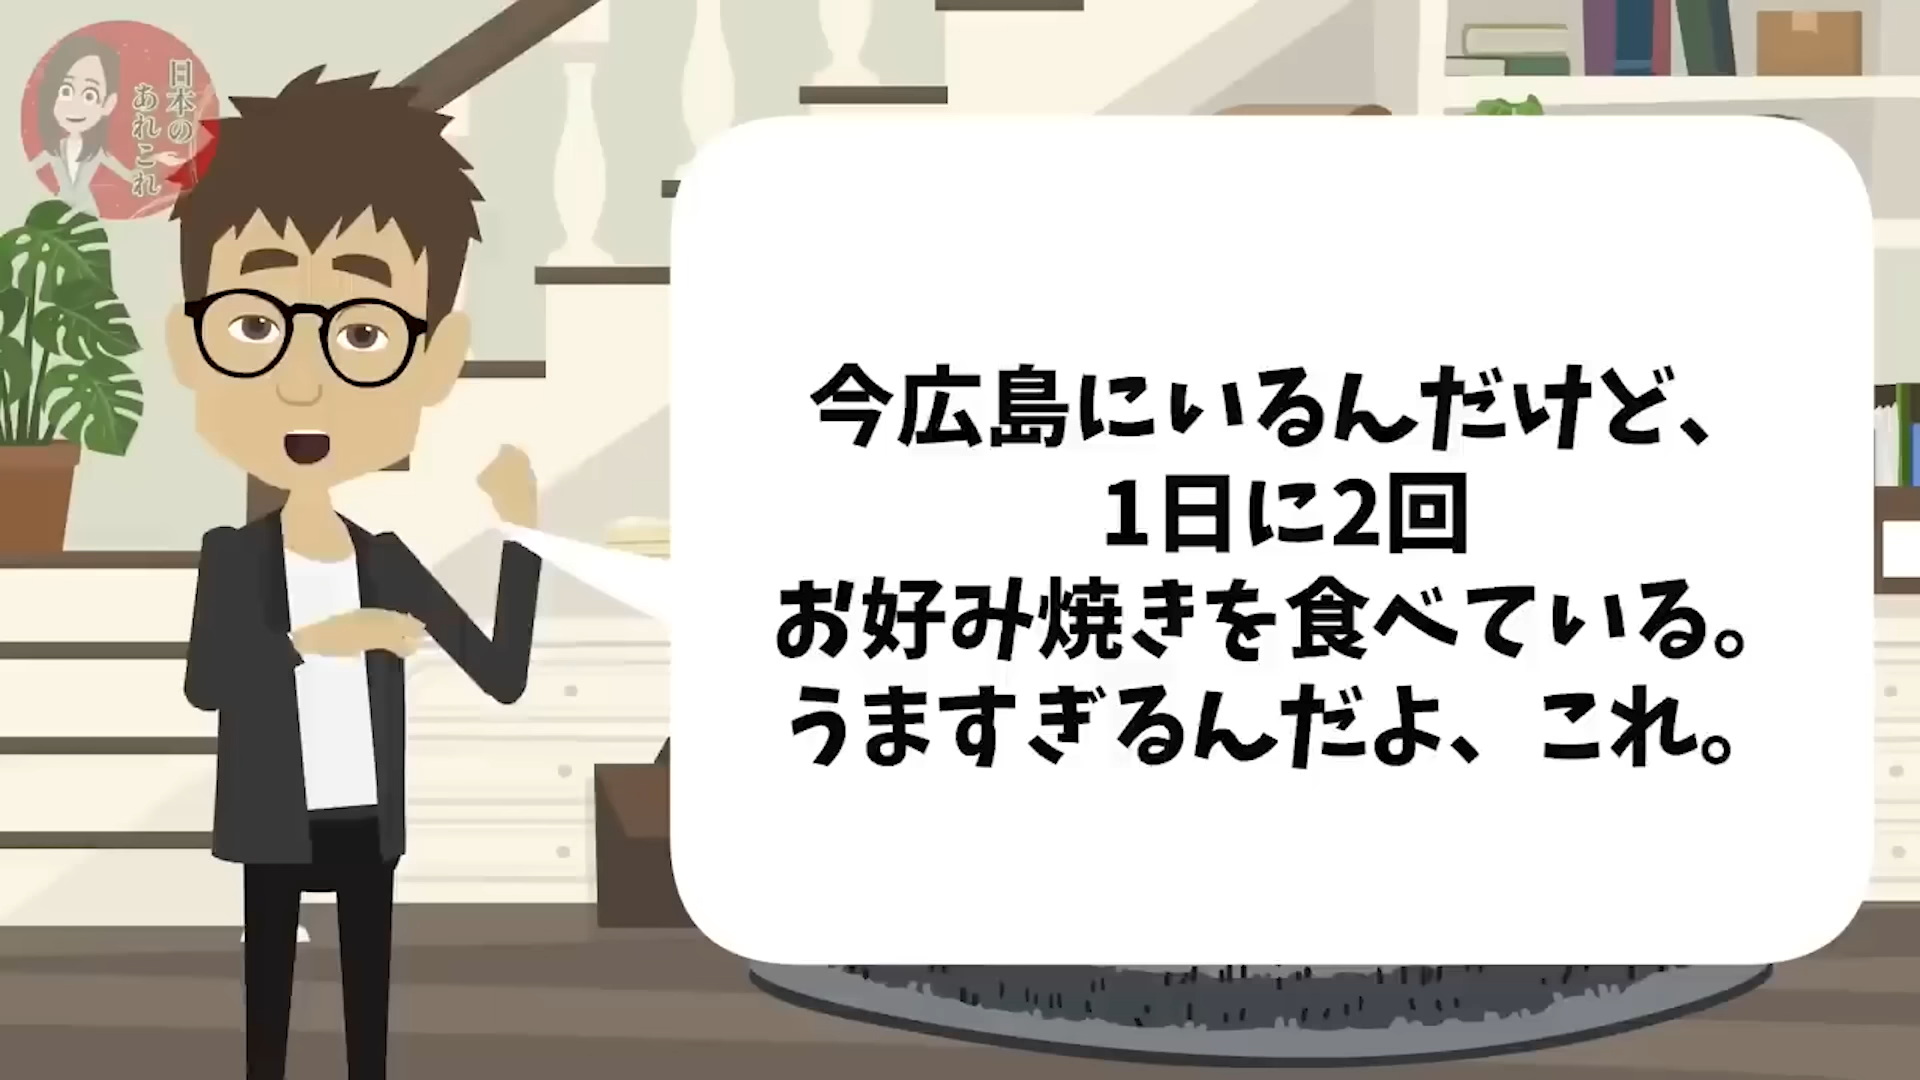 日本の
あれこれ
今広島にいるんだけど、
1日に2回
お好み焼きを食べている。
うますぎるんだよ、これ。